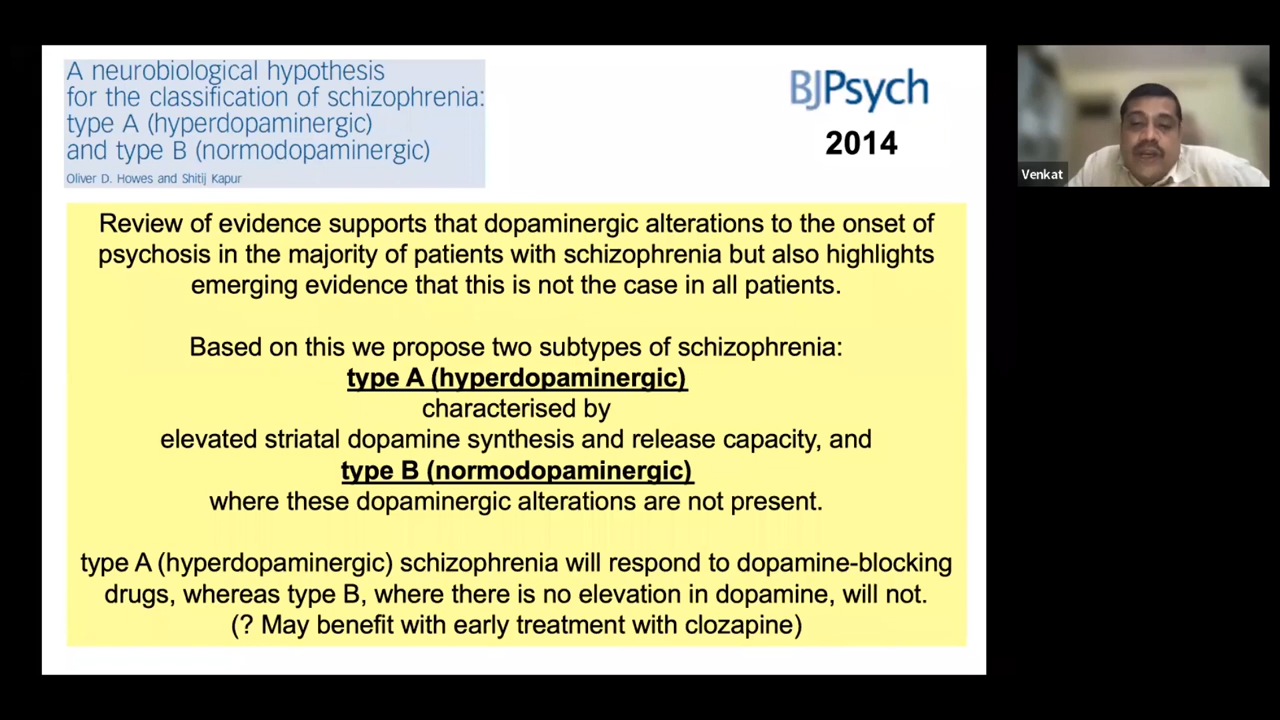 A neurobiological hypothesis
for the classification of schizophrenia:
type A (hyperdopaminergic)
and type B (normodopaminergic)
Oliver D. Howes and Shitij Kapur
BJPsych
2014
Venkat
Review of evidence supports that dopaminergic alterations to the onset of
psychosis in the majority of patients with schizophrenia but also highlights
emerging evidence that this is not the case in all patients.
Based on this we propose two subtypes of schizophrenia:
type A (hyperdopaminergic)
characterised by
elevated striatal dopamine synthesis and release capacity, and
type B (normodopaminergic)
where these dopaminergic alterations are not present.
type A (hyperdopaminergic) schizophrenia will respond to dopamine-blocking
drugs, whereas type B, where there is no elevation in dopamine, will not.
(? May benefit with early treatment with clozapine)